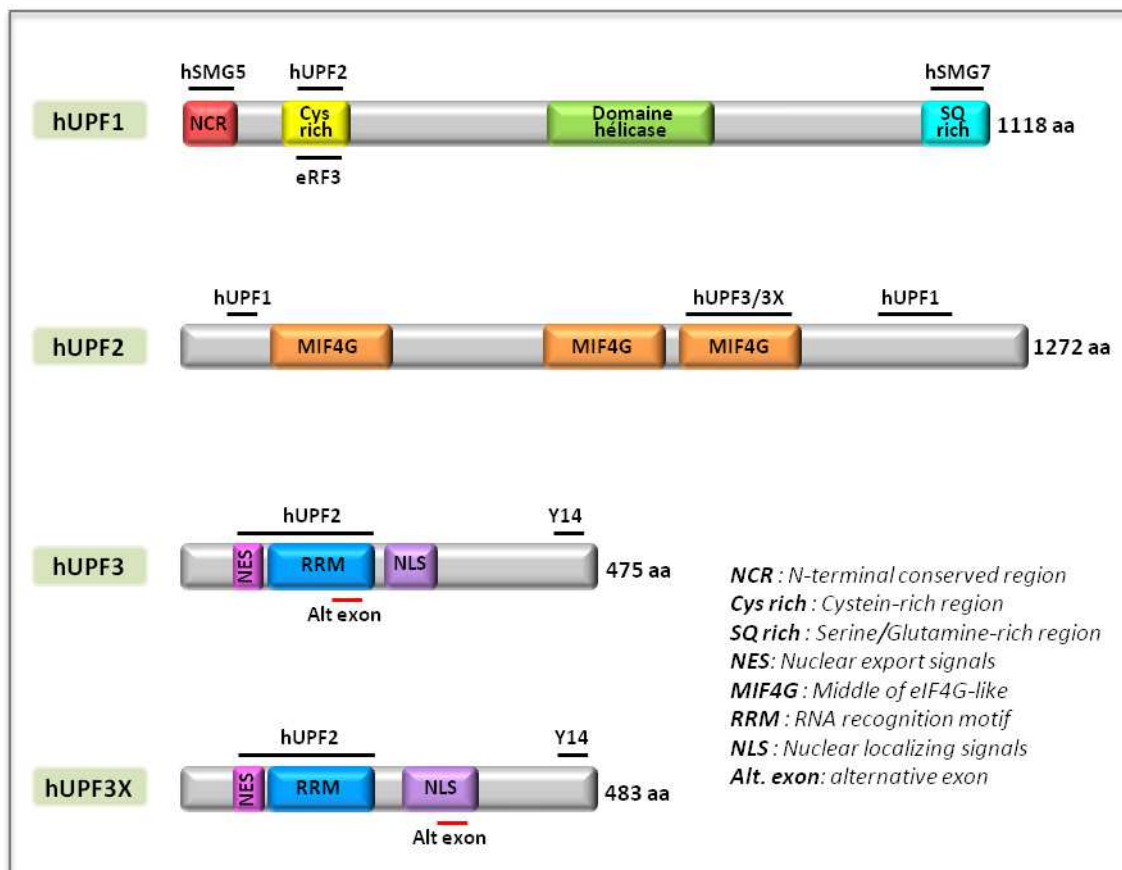 hSMG5 hUPF2 hSMG7
hUPF1 NCR Cys rich Domaine hélicase SQ rich 1118 aa
eRF3
hUPF1 hUPF3/3X hUPF1
hUPF2 MIF4G MIF4G MIF4G 1272 aa
hUPF2 Y14
hUPF3 NES RRM NLS 475 aa
Alt exon
NCR : N-terminal conserved region
Cys rich : Cystein-rich region
SQ rich : Serine/Glutamine-rich region
NES: Nuclear export signals
MIF4G : Middle of eIF4G-like
RRM : RNA recognition motif
NLS : Nuclear localizing signals
Alt. exon: alternative exon
hUPF2 Y14
hUPF3X NES RRM NLS 483 aa
Alt exon